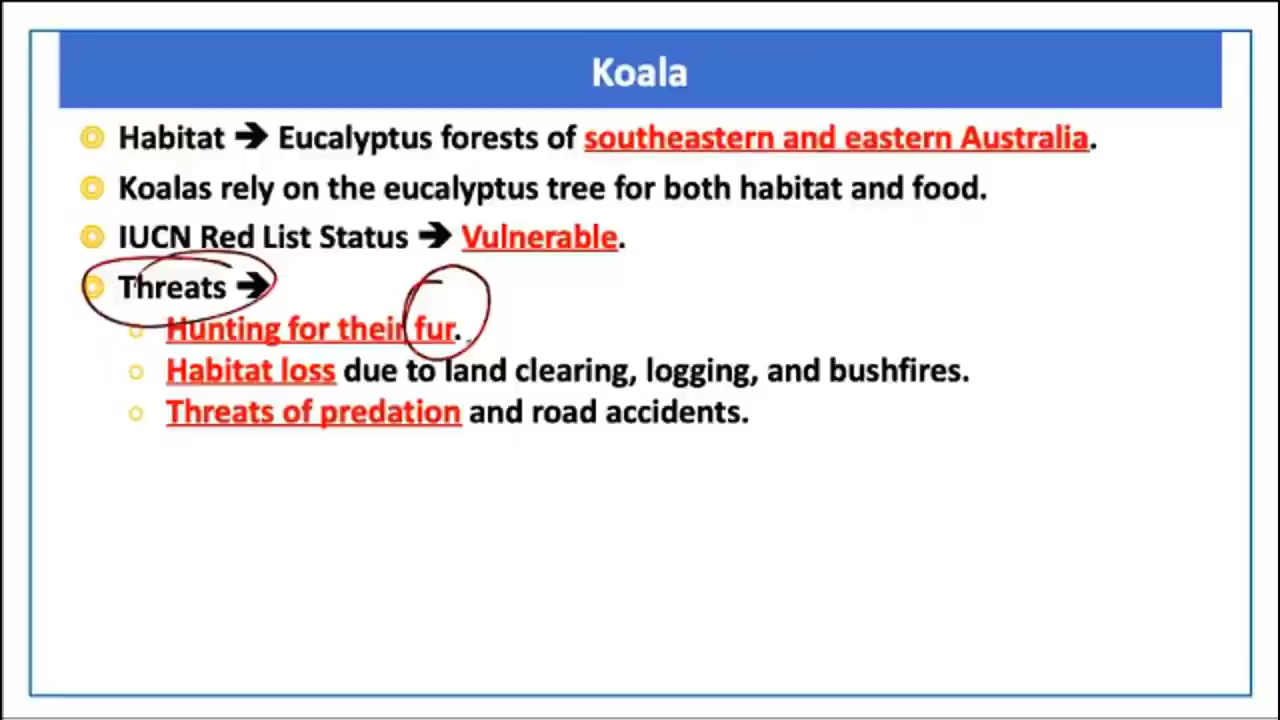 Koala
Habitat ➔ Eucalyptus forests of southeastern and eastern Australia.
Koalas rely on the eucalyptus tree for both habitat and food.
IUCN Red List Status ➔ Vulnerable.
Threats ➔
Hunting for their fur.
Habitat loss due to land clearing, logging, and bushfires.
Threats of predation and road accidents.